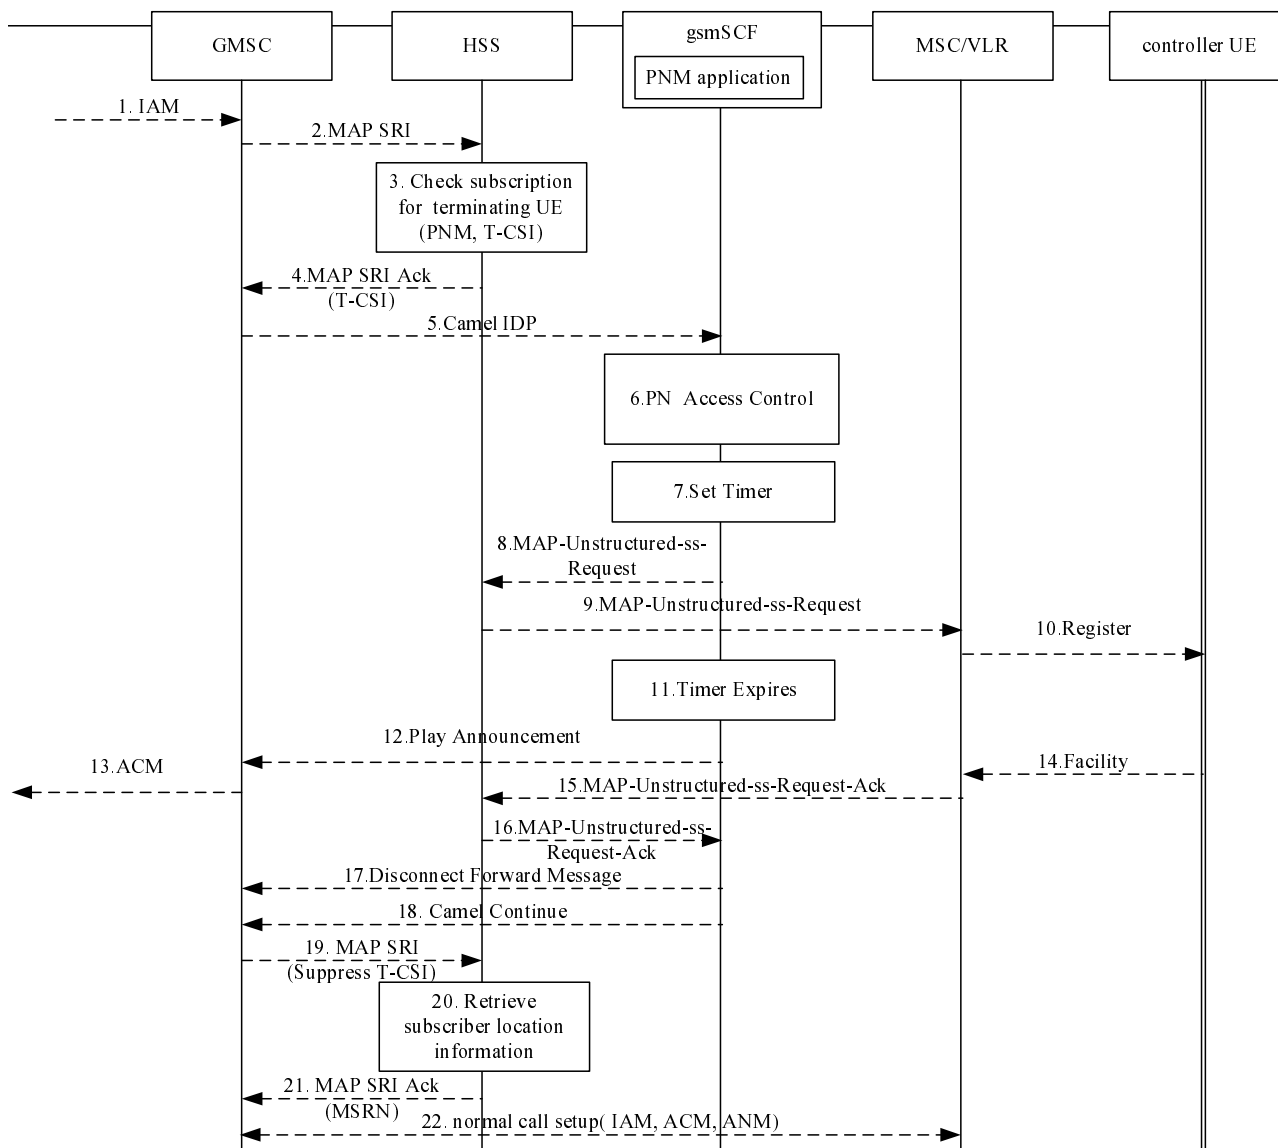 GMSC
HSS
gsmSCF
PNM application
MSC/VLR
controller UE
1. IAM
2.MAP SRI
3. Check subscription
for terminating UE
(PNM, T-CSI)
4.MAP SRI Ack
(T-CSI)
5.Camel IDP
6.PN Access Control
7.Set Timer
8.MAP-Unstructured-ss-
Request
9.MAP-Unstructured-ss-Request
10.Register
11.Timer Expires
12.Play Announcement
13.ACM
14.Facility
15.MAP-Unstructured-ss-Request-Ack
16.MAP-Unstructured-ss-
Request-Ack
17.Disconnect Forward Message
18. Camel Continue
19. MAP SRI
(Suppress T-CSI)
20. Retrieve
subscriber location
information
21. MAP SRI Ack
(MSRN)
22. normal call setup( IAM, ACM, ANM)